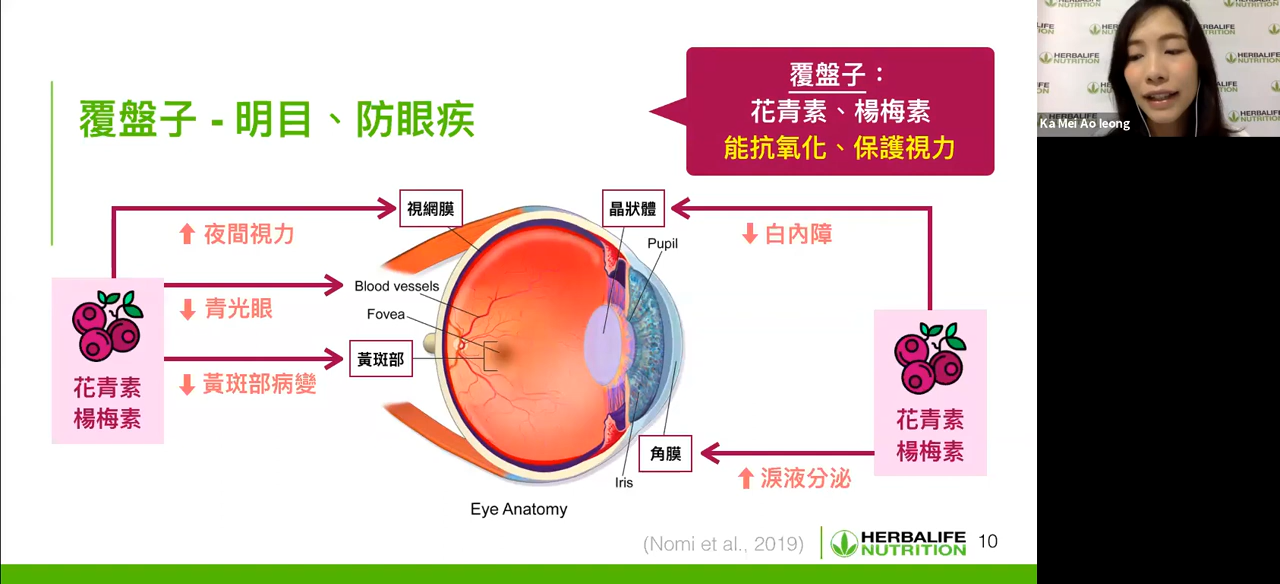 覆盤子 - 明目、防眼疾
覆盤子：
花青素、楊梅素
能抗氧化、保護視力
視網膜
晶狀體
夜間視力
白內障
Pupil
Blood vessels
青光眼
Fovea
黃斑部
黃斑部病變
花青素
楊梅素
花青素
楊梅素
角膜
淚液分泌
Iris
Eye Anatomy
(Nomi et al., 2019)
HERBALIFE
NUTRITION
10
HERBALIFE
NUTRITION
Ka Mei Ao Ieong